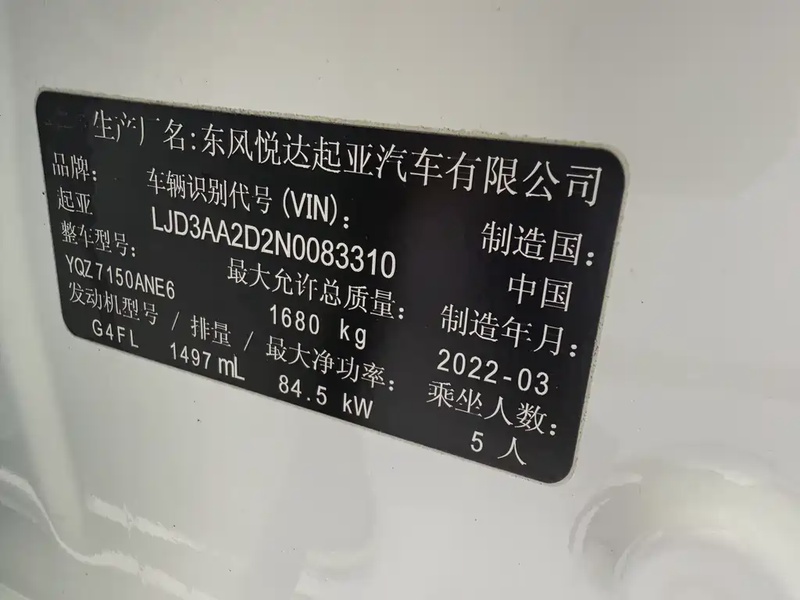 生产厂名:东风悦达起亚汽车有限公司
品牌: 车辆识别代号(VIN): 制造国:
起亚 LJD3AA2D2N0083310 中国
整车型号: 最大允许总质量: 制造年月:
YQZ7150ANE6 1680 kg 2022-03
发动机型号 / 排量 / 最大净功率: 乘坐人数:
G4FL 1497mL 84.5 kW 5 人